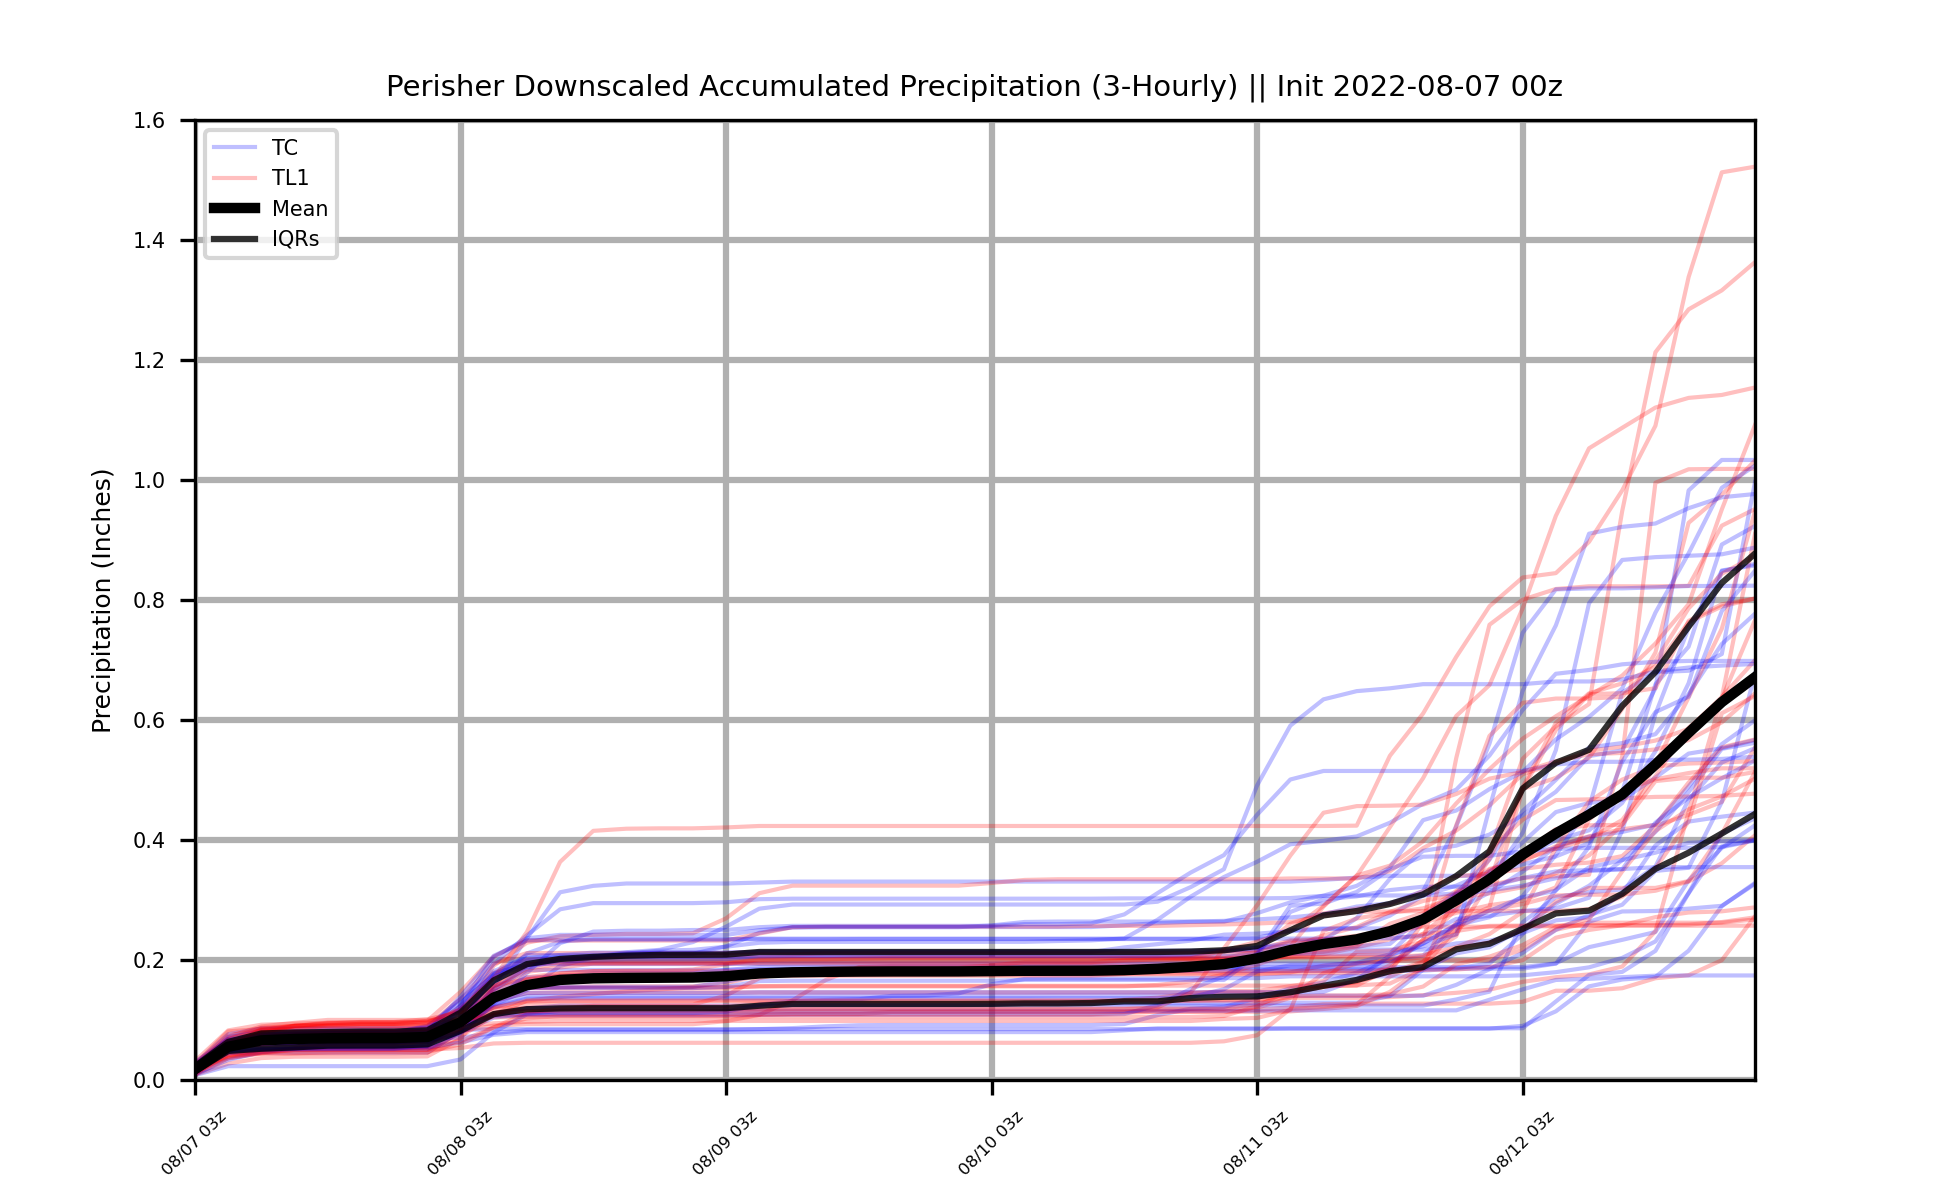 Perisher Downscaled Accumulated Precipitation (3-Hourly) || Init 2022-08-07 00z
Precipitation (Inches)
1.6
1.4
1.2
1.0
0.8
0.6
0.4
0.2
0.0
TC
TL1
Mean
IQRs
08/07 03z
08/08 03z
08/09 03z
08/10 03z
08/11 03z
08/12 03z